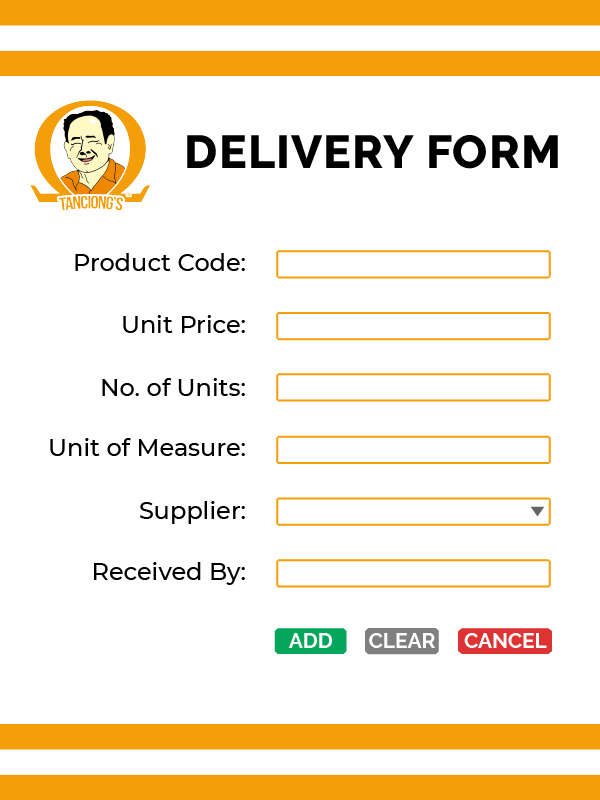 TANCIONG'S
DELIVERY FORM
Product Code:
Unit Price:
No. of Units:
Unit of Measure:
Supplier:
Received By:
ADD CLEAR CANCEL